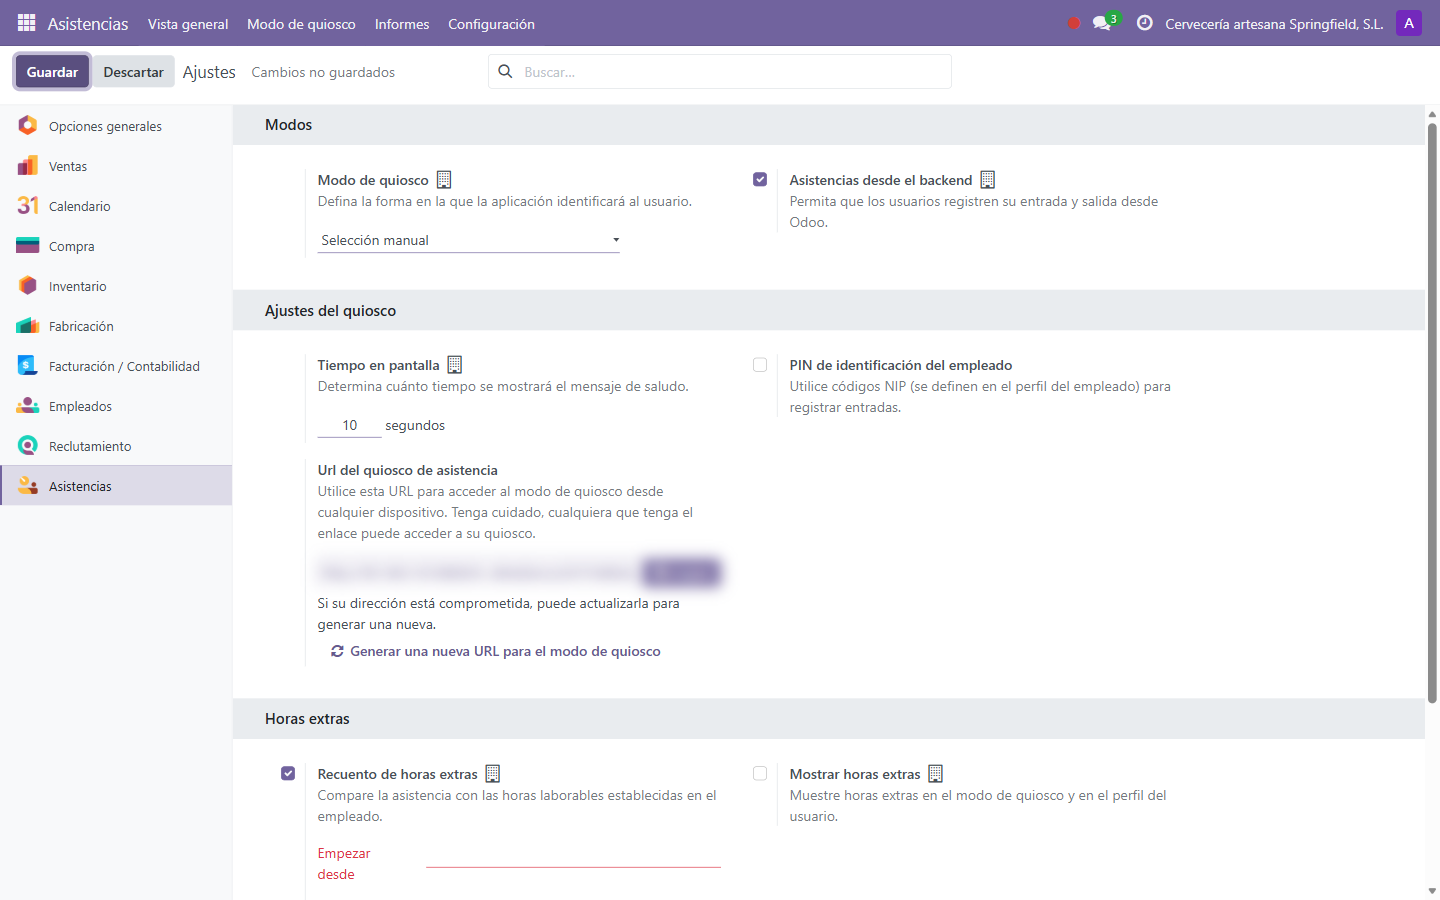 Asistencias Vista general Modo de quiosco Informes Configuración 3 Cervecería artesana Springfield, S.L. A
Guardar Descartar Ajustes Cambios no guardados Buscar...
Opciones generales
Ventas
31 Calendario
Compra
Inventario
Fabricación
$ Facturación / Contabilidad
Empleados
Reclutamiento
Asistencias
Modos
Modo de quiosco
Defina la forma en la que la aplicación identificará al usuario.
Selección manual
Asistencias desde el backend
Permita que los usuarios registren su entrada y salida desde
Odoo.
Ajustes del quiosco
Tiempo en pantalla
Determina cuánto tiempo se mostrará el mensaje de saludo.
10 segundos
PIN de identificación del empleado
Utilice códigos NIP (se definen en el perfil del empleado) para
registrar entradas.
Url del quiosco de asistencia
Utilice esta URL para acceder al modo de quiosco desde
cualquier dispositivo. Tenga cuidado, cualquiera que tenga el
enlace puede acceder a su quiosco.
Si su dirección está comprometida, puede actualizarla para
generar una nueva.
Generar una nueva URL para el modo de quiosco
Horas extras
Recuento de horas extras
Compare la asistencia con las horas laborables establecidas en el
empleado.
Empezar
desde
Mostrar horas extras
Muestre horas extras en el modo de quiosco y en el perfil del
usuario.